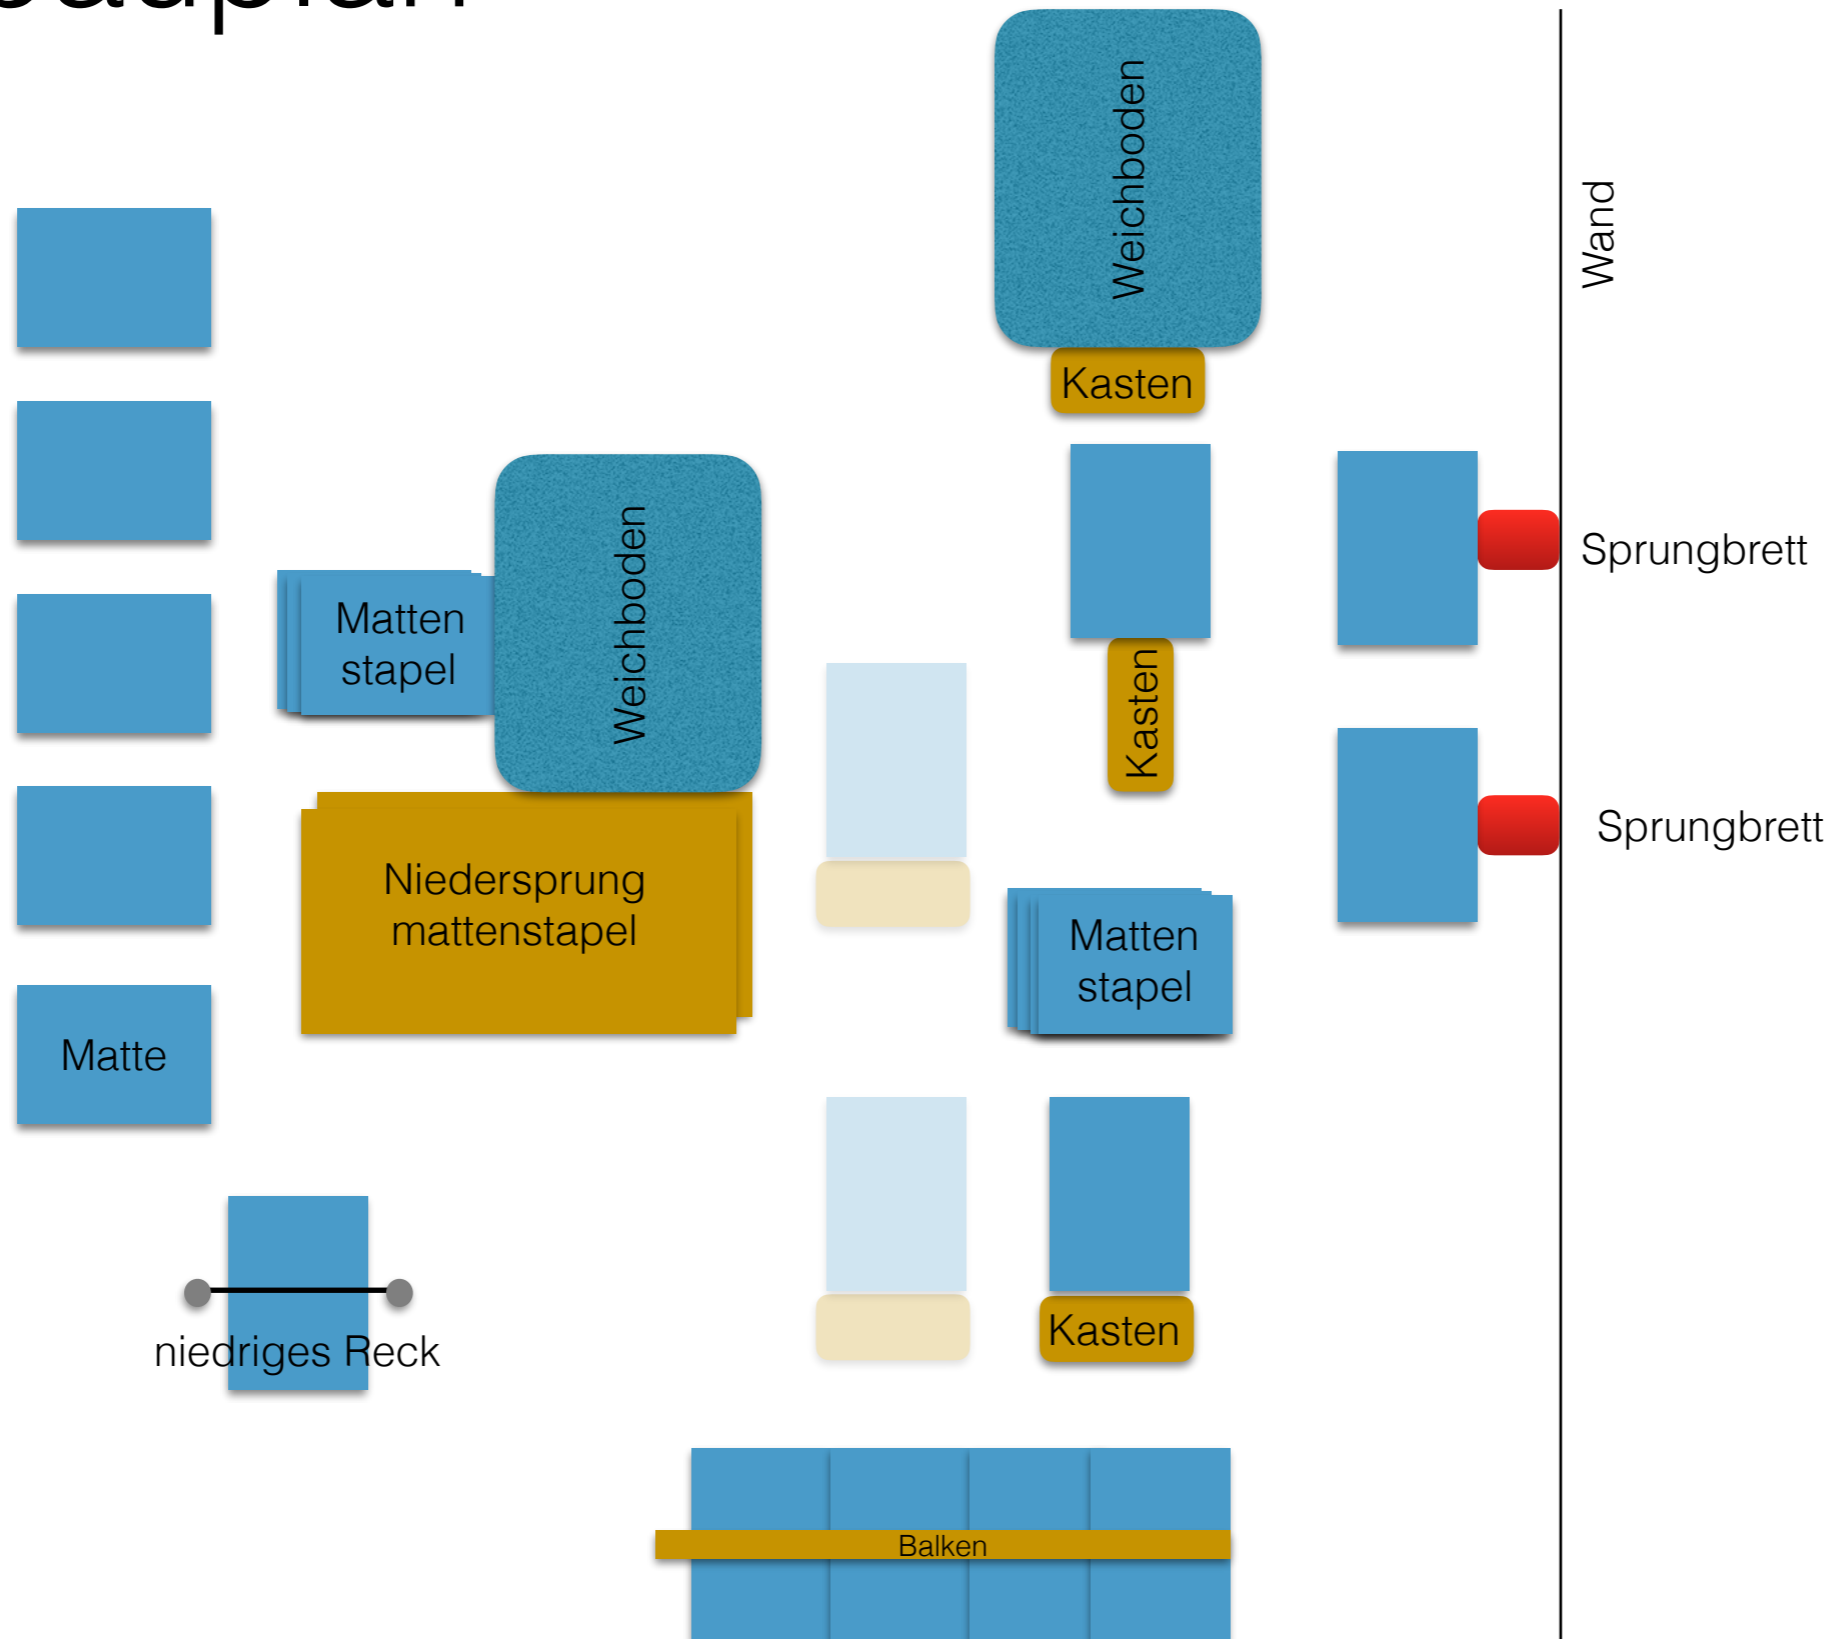 Weichboden
Wand
Kasten
Weichboden
Sprungbrett
Matten
stapel
Kasten
Sprungbrett
Niedersprung
mattenstapel
Matten
stapel
Matte
niedriges Reck
Kasten
Balken